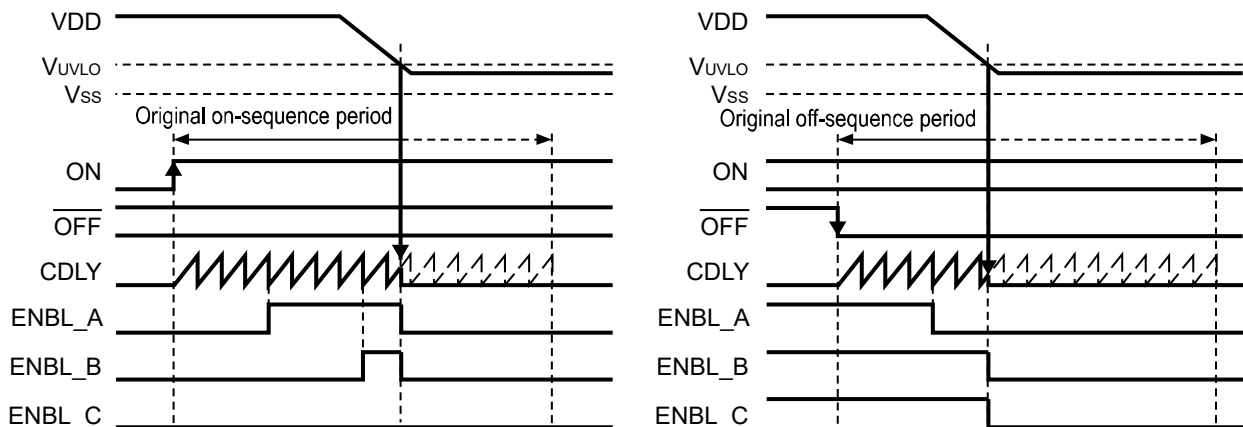 VDD
VUVLO
VSS
Original on-sequence period
ON
OFF
CDLY
ENBL_A
ENBL_B
ENBL_C
VDD
VUVLO
VSS
Original off-sequence period
ON
OFF
CDLY
ENBL_A
ENBL_B
ENBL_C